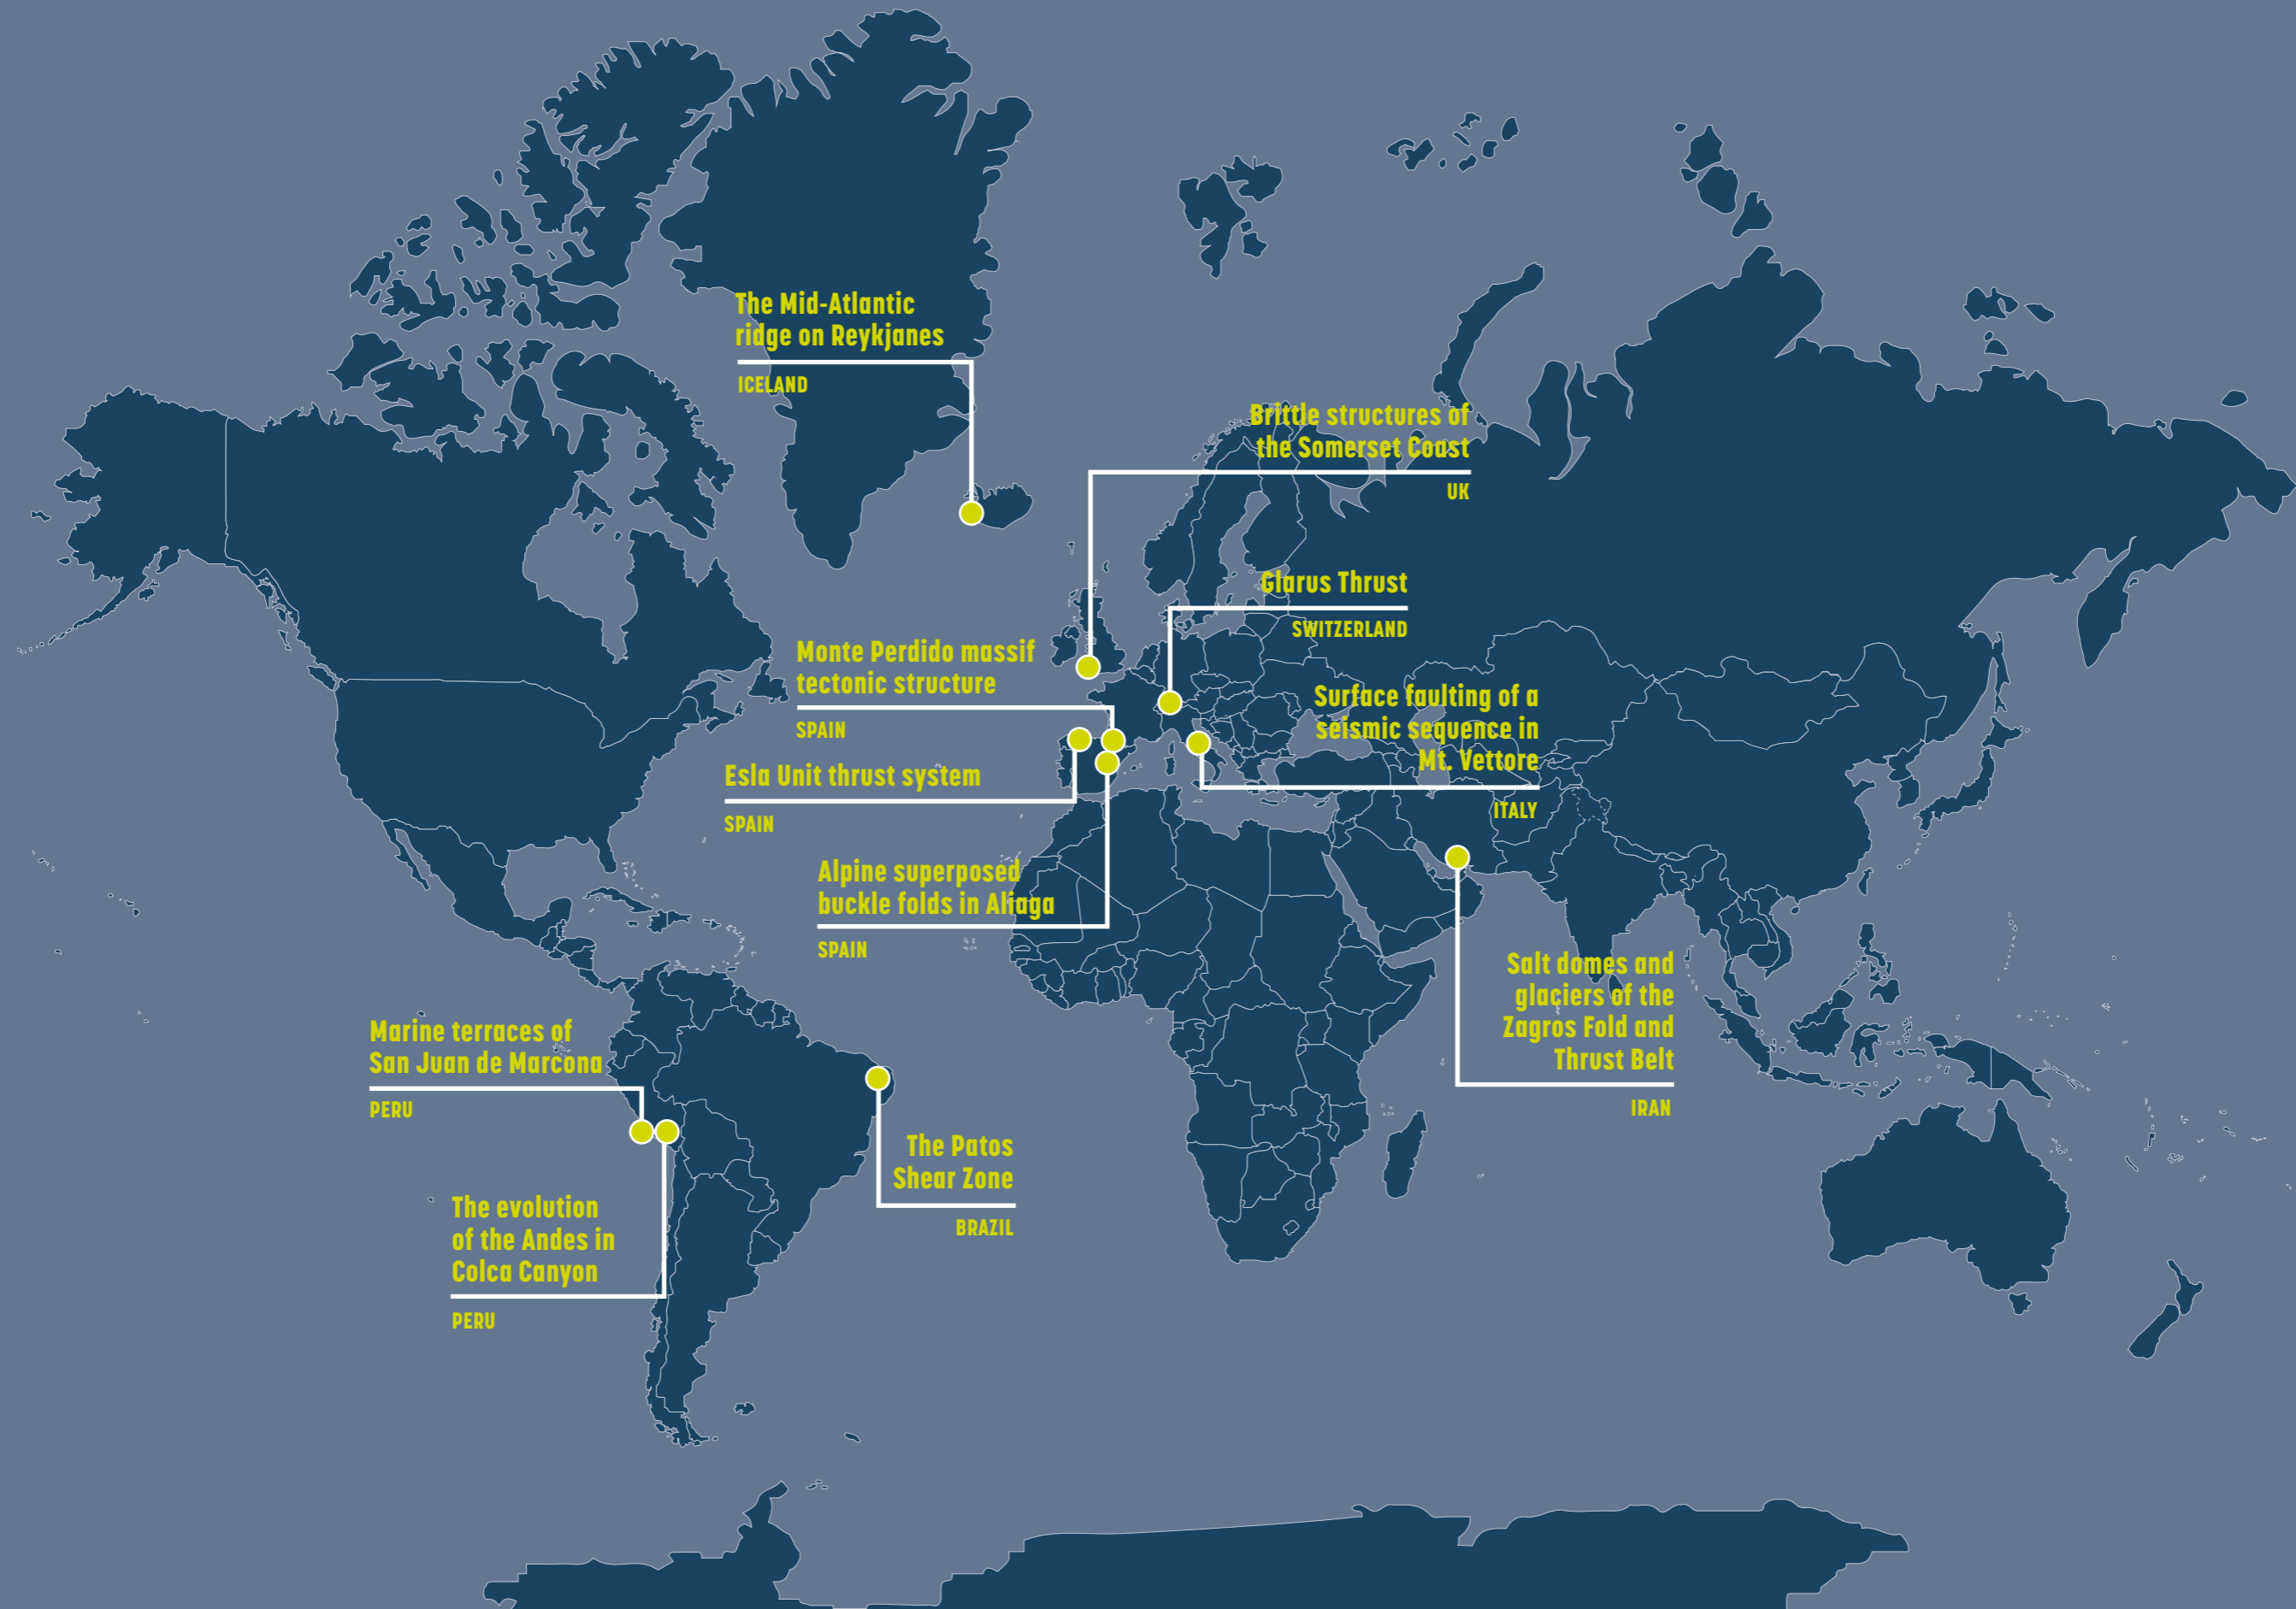 The Mid-Atlantic
ridge on Reykjanes
ICELAND
Brittle structures of
the Somerset Coast
UK
Glarus Thrust
SWITZERLAND
Monte Perdido massif
tectonic structure
SPAIN
Surface faulting of a
seismic sequence in
Mt. Vettore
ITALY
Esla Unit thrust system
SPAIN
Alpine superposed
buckle folds in Aliaga
SPAIN
Salt domes and
glaciers of the
Zagros Fold and
Thrust Belt
IRAN
Marine terraces of
San Juan de Marcona
PERU
The Patos
Shear Zone
BRAZIL
The evolution
of the Andes in
Colca Canyon
PERU